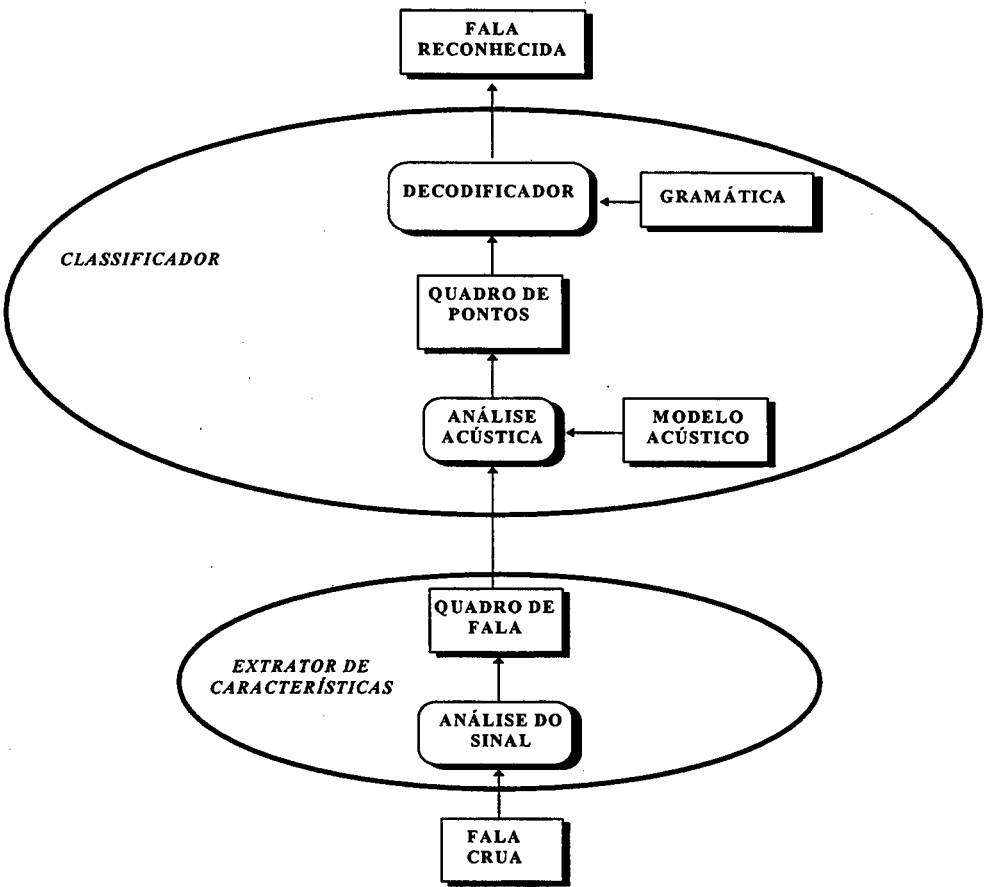 FALA
RECONHECIDA
DECODIFICADOR
GRAMÁTICA
CLASSIFICADOR
QUADRO DE
PONTOS
ANÁLISE
ACÚSTICA
MODELO
ACÚSTICO
QUADRO DE
FALA
EXTRATOR DE
CARACTERÍSTICAS
ANÁLISE DO
SINAL
FALA
CRUA